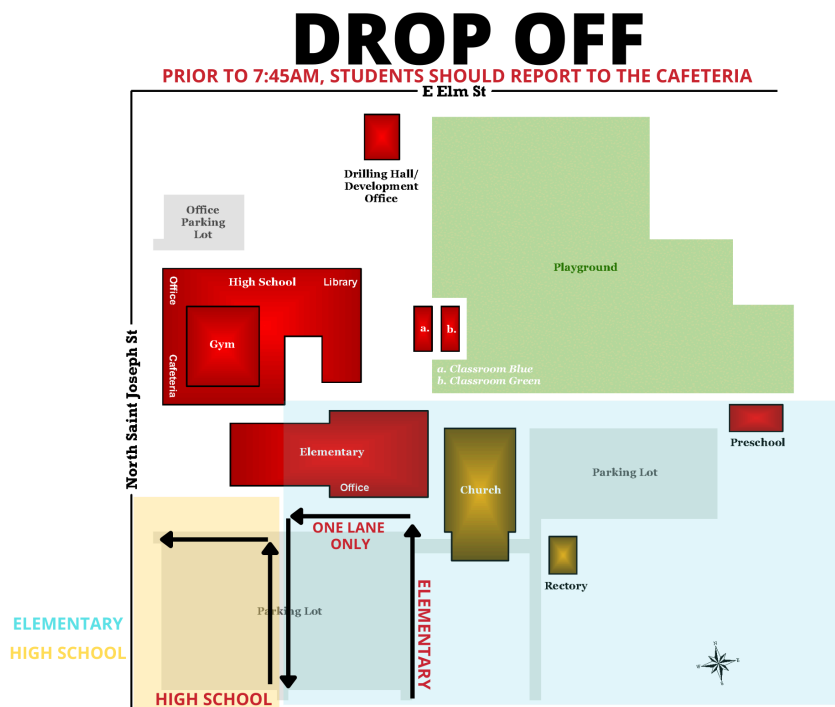 DROP OFF
PRIOR TO 7:45AM, STUDENTS SHOULD REPORT TO THE CAFETERIA
E Elm St
Drilling Hall/
Development
Office
Office
Parking
Lot
Playground
Office
High School
Library
Gym
Cafeteria
a.
b.
a. Classroom Blue
b. Classroom Green
North Saint Joseph St
Elementary
Office
Church
Parking Lot
Preschool
ONE LANE
ONLY
Rectory
Parking Lot
ELEMENTARY
ELEMENTARY
HIGH SCHOOL
HIGH SCHOOL
N
W
E
S